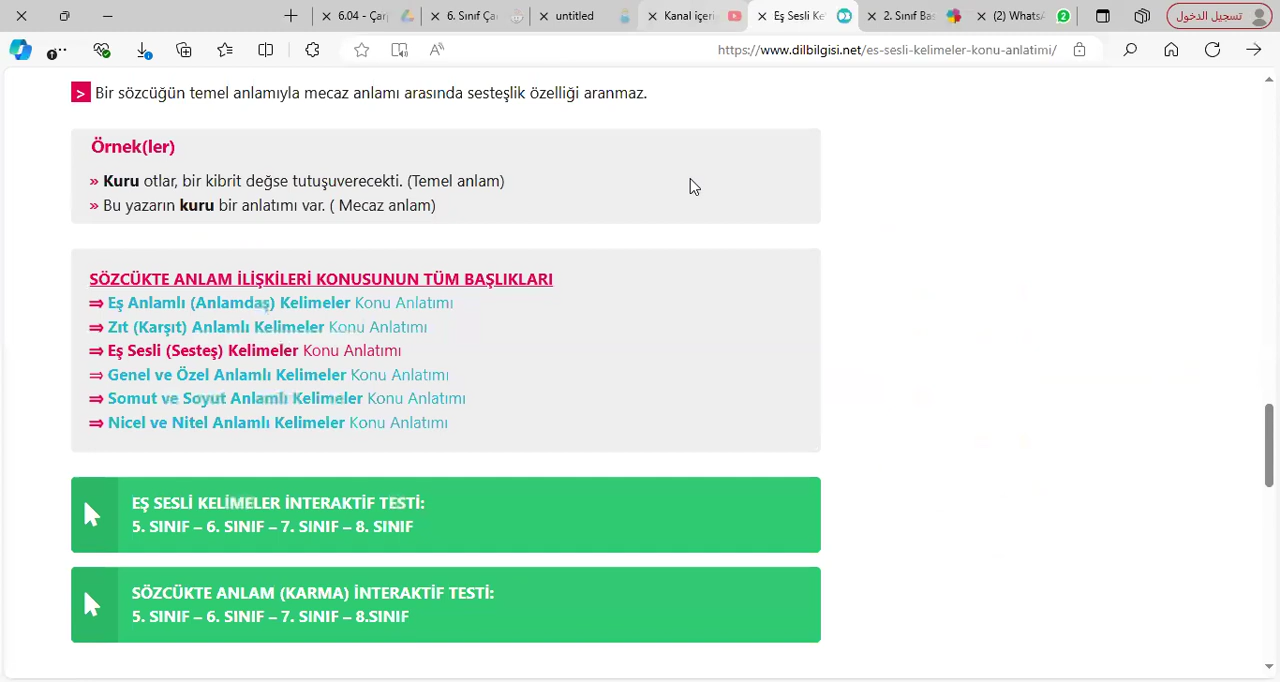 6.04 - Çarp
6. Sınıf Ça
untitled
Kanal içeri
Eş Sesli Ke
2. Sınıf Ba
(2) WhatsA
تسجيل الدخول
https://www.dilbilgisi.net/es-sesli-kelimeler-konu-anlatimi/
> Bir sözcüğün temel anlamıyla mecaz anlamı arasında sesteşlik özelliği aranmaz.
Örnek(ler)
» Kuru otlar, bir kibrit değse tutuşuverecekti. (Temel anlam)
» Bu yazarın kuru bir anlatımı var. ( Mecaz anlam)
SÖZCÜKTE ANLAM İLİŞKİLERİ KONUSUNUN TÜM BAŞLIKLARI
⇒ Eş Anlamlı (Anlamdaş) Kelimeler Konu Anlatımı
⇒ Zıt (Karşıt) Anlamlı Kelimeler Konu Anlatımı
⇒ Eş Sesli (Sesteş) Kelimeler Konu Anlatımı
⇒ Genel ve Özel Anlamlı Kelimeler Konu Anlatımı
⇒ Somut ve Soyut Anlamlı Kelimeler Konu Anlatımı
⇒ Nicel ve Nitel Anlamlı Kelimeler Konu Anlatımı
EŞ SESLİ KELİMELER İNTERAKTİF TESTİ:
5. SINIF – 6. SINIF – 7. SINIF – 8. SINIF
SÖZCÜKTE ANLAM (KARMA) İNTERAKTİF TESTİ:
5. SINIF – 6. SINIF – 7. SINIF – 8.SINIF